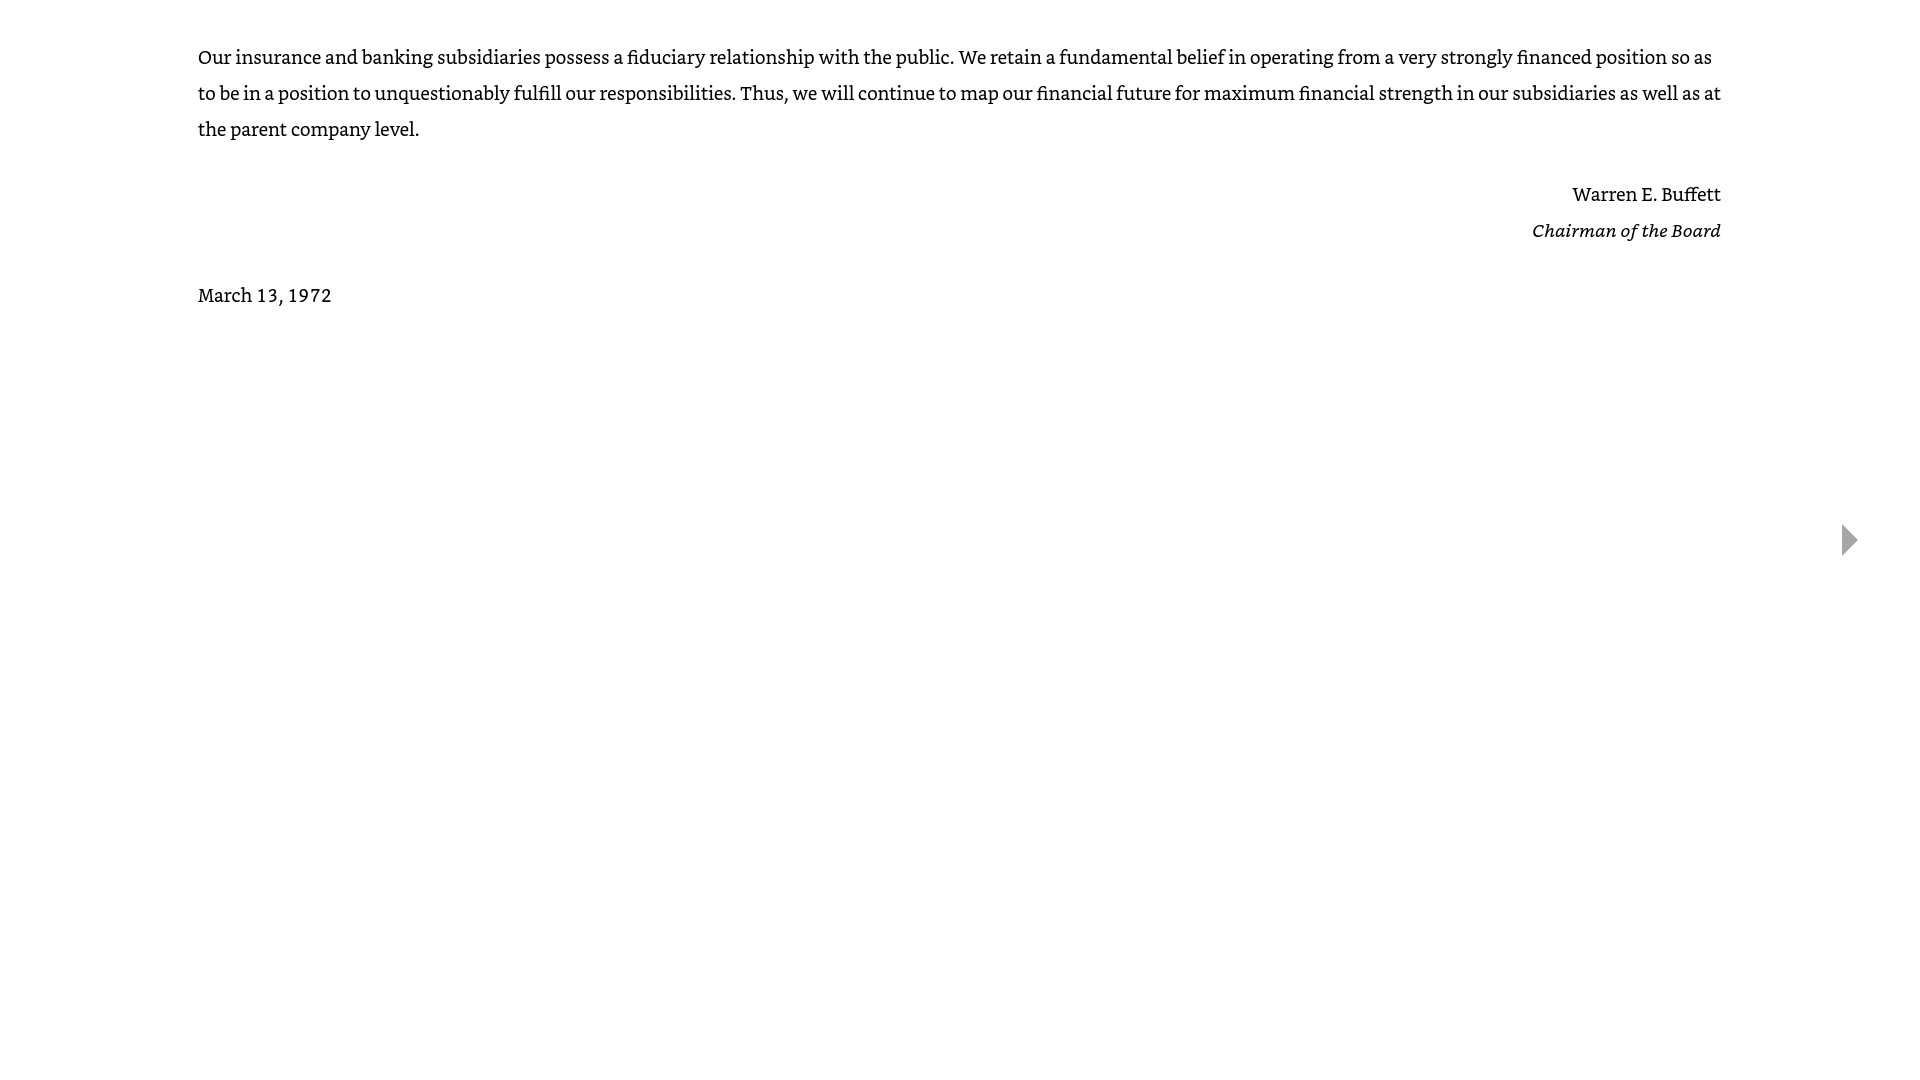 Our insurance and banking subsidiaries possess a fiduciary relationship with the public. We retain a fundamental belief in operating from a very strongly financed position so as
to be in a position to unquestionably fulfill our responsibilities. Thus, we will continue to map our financial future for maximum financial strength in our subsidiaries as well as at
the parent company level.
Warren E. Buffett
Chairman of the Board
March 13, 1972